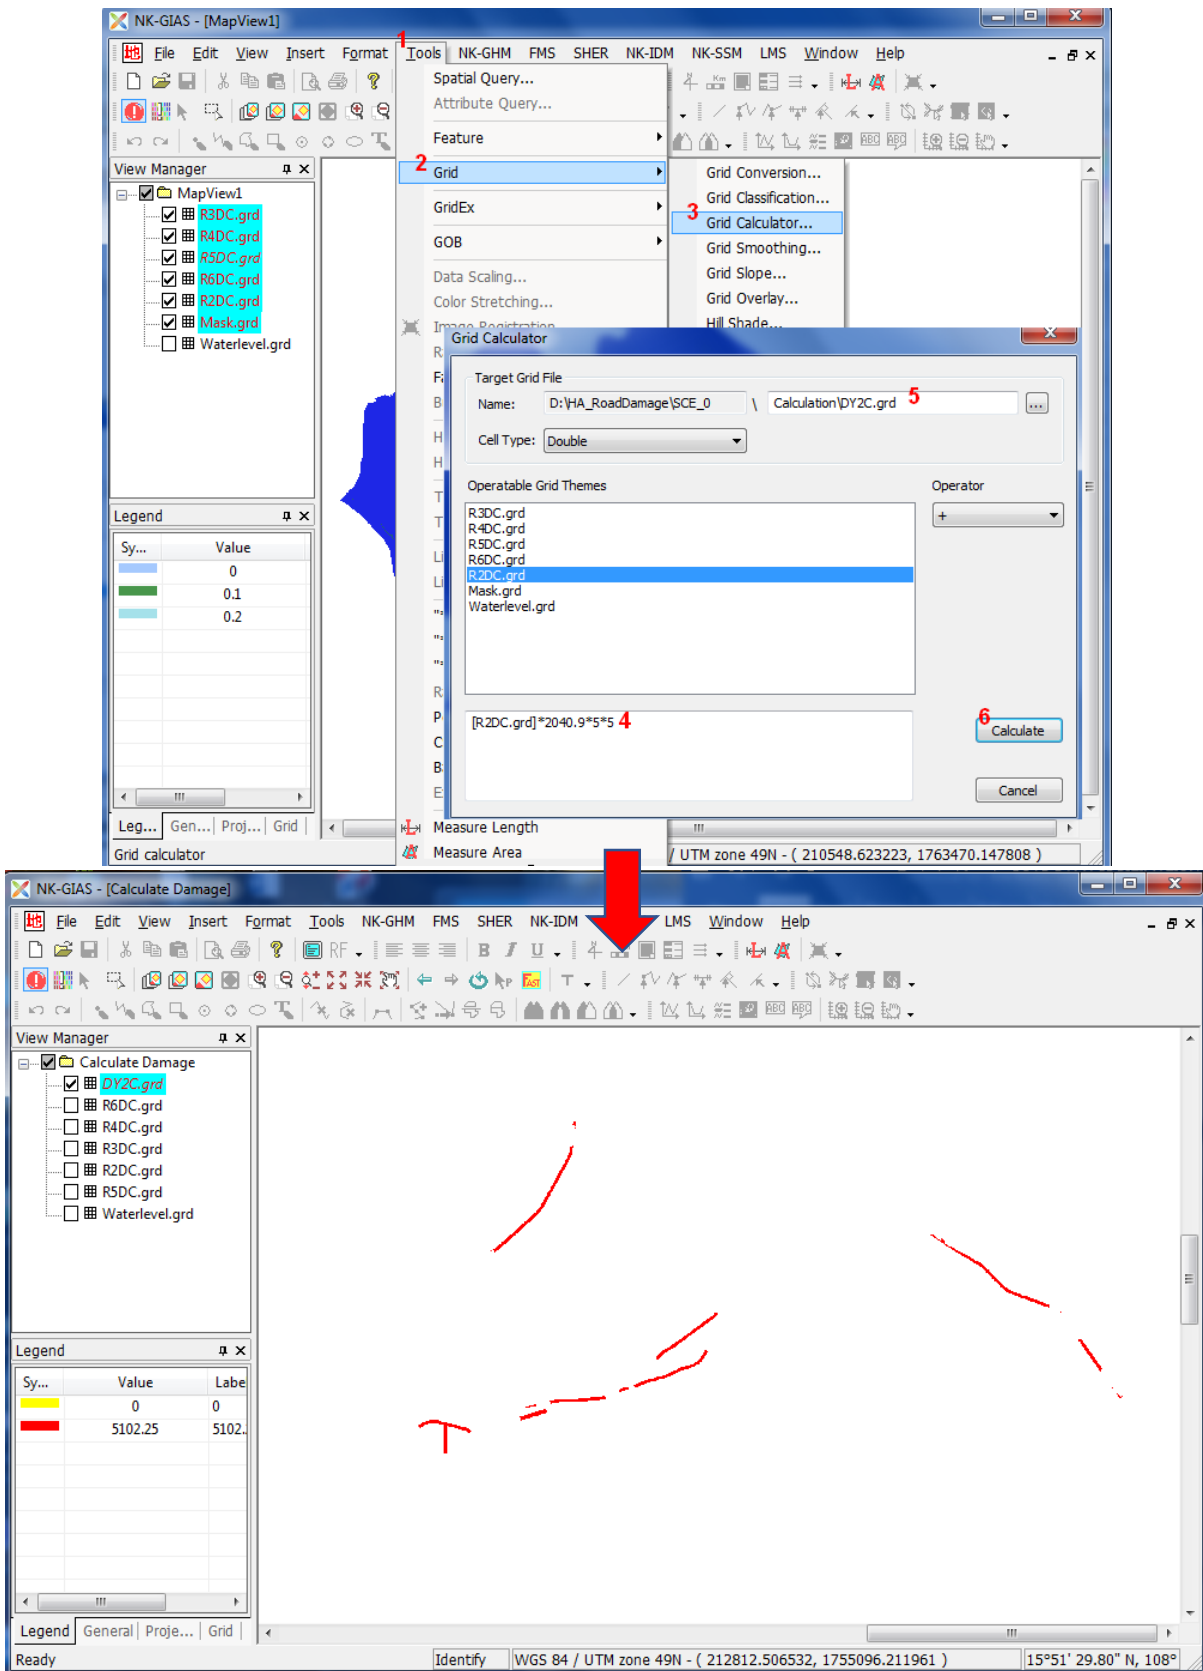 NK-GIAS - [MapView1]
1
File Edit View Insert Format Tools NK-GHM FMS SHER NK-IDM NK-SSM LMS Window Help
Spatial Query...
Attribute Query...
Feature
2 Grid
GridEx
GOB
Data Scaling...
Color Stretching...
Image Registration
Grid Conversion...
Grid Classification...
3 Grid Calculator...
Grid Smoothing...
Grid Slope...
Grid Overlay...
Hill Shade...
View Manager
MapView1
R3DC.grd
R4DC.grd
R5DC.grd
R6DC.grd
R2DC.grd
Mask.grd
Waterlevel.grd
Legend
Sy... Value
0
0.1
0.2
Leg... Gen... Proj... Grid
Grid calculator
Grid Calculator
Target Grid File
Name: D:\HA_RoadDamage\SCE_0 \ Calculation\DY2C.grd 5 ...
Cell Type: Double
Operatable Grid Themes
Operator
+
R3DC.grd
R4DC.grd
R5DC.grd
R6DC.grd
R2DC.grd
Mask.grd
Waterlevel.grd
[R2DC.grd]*2040.9*5*5 4
6
Calculate
Cancel
Measure Length
Measure Area
/ UTM zone 49N - ( 210548.623223, 1763470.147808 )
NK-GIAS - [Calculate Damage]
File Edit View Insert Format Tools NK-GHM FMS SHER NK-IDM LMS Window Help
RF B I U
FAST T
View Manager
Calculate Damage
DY2C.grd
R6DC.grd
R4DC.grd
R3DC.grd
R2DC.grd
R5DC.grd
Waterlevel.grd
Legend
Sy... Value Labe
0 0
5102.25 5102.
Legend General Proje... Grid
Ready
Identify WGS 84 / UTM zone 49N - ( 212812.506532, 1755096.211961 ) 15°51' 29.80" N, 108°